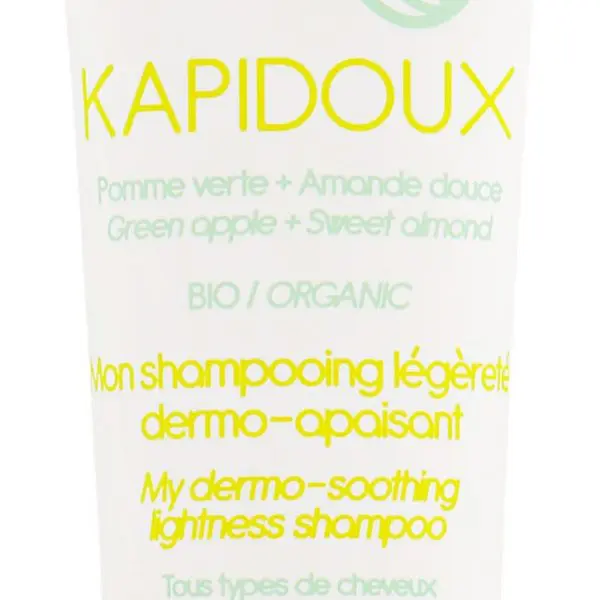 KAPIDOUX
Pomme verte + Amande douce
Green apple + Sweet almond
BIO / ORGANIC
Mon shampooing légèreté
dermo-apaisant
My dermo-soothing
lightness shampoo
Tous types de cheveux